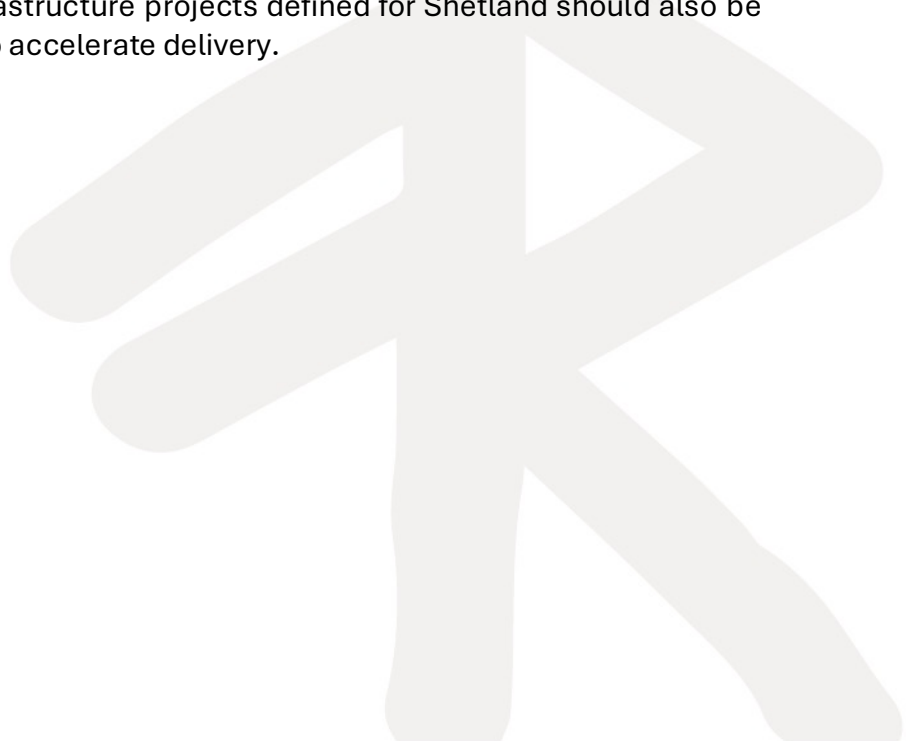 astructure projects defined for Shetland should also be
accelerate delivery.